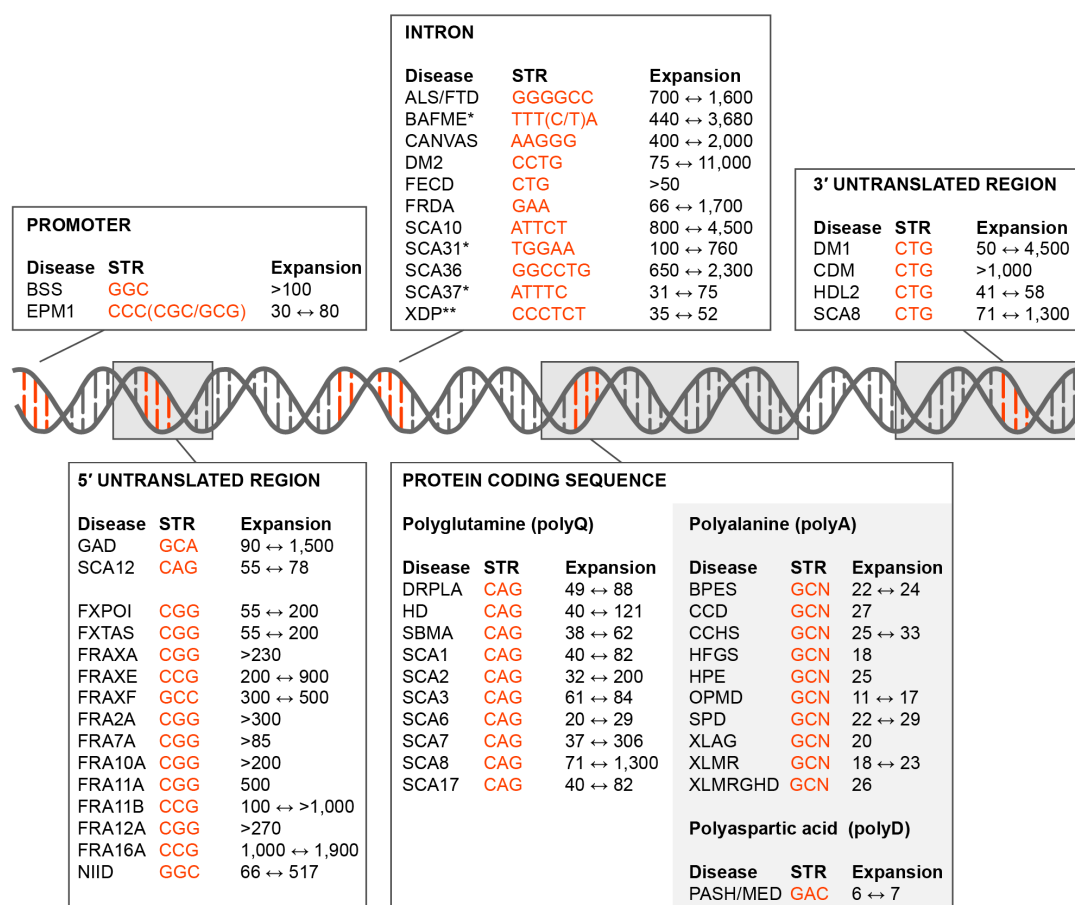 INTRON
Disease STR Expansion
ALS/FTD GGGGCC 700 ↔ 1,600
BAFME* TTT(C/T)A 440 ↔ 3,680
CANVAS AAGGG 400 ↔ 2,000
DM2 CCTG 75 ↔ 11,000
FECD CTG >50
FRDA GAA 66 ↔ 1,700
SCA10 ATTCT 800 ↔ 4,500
SCA31* TGGAA 100 ↔ 760
SCA36 GGCCTG 650 ↔ 2,300
SCA37* ATTTC 31 ↔ 75
XDP** CCCTCT 35 ↔ 52
3′ UNTRANSLATED REGION
Disease STR Expansion
DM1 CTG 50 ↔ 4,500
CDM CTG >1,000
HDL2 CTG 41 ↔ 58
SCA8 CTG 71 ↔ 1,300
PROMOTER
Disease STR Expansion
BSS GGC >100
EPM1 CCC(CGC/GCG) 30 ↔ 80
5′ UNTRANSLATED REGION
Disease STR Expansion
GAD GCA 90 ↔ 1,500
SCA12 CAG 55 ↔ 78
FXPOI CGG 55 ↔ 200
FXTAS CGG 55 ↔ 200
FRAXA CGG >230
FRAXE CCG 200 ↔ 900
FRAXF GCC 300 ↔ 500
FRA2A CGG >300
FRA7A CGG >85
FRA10A CGG >200
FRA11A CGG 500
FRA11B CCG 100 ↔ >1,000
FRA12A CGG >270
FRA16A CCG 1,000 ↔ 1,900
NIID GGC 66 ↔ 517
PROTEIN CODING SEQUENCE
Polyglutamine (polyQ)
Disease STR Expansion
DRPLA CAG 49 ↔ 88
HD CAG 40 ↔ 121
SBMA CAG 38 ↔ 62
SCA1 CAG 40 ↔ 82
SCA2 CAG 32 ↔ 200
SCA3 CAG 61 ↔ 84
SCA6 CAG 20 ↔ 29
SCA7 CAG 37 ↔ 306
SCA8 CAG 71 ↔ 1,300
SCA17 CAG 40 ↔ 82
Polyalanine (polyA)
Disease STR Expansion
BPES GCN 22 ↔ 24
CCD GCN 27
CCHS GCN 25 ↔ 33
HFGS GCN 18
HPE GCN 25
OPMD GCN 11 ↔ 17
SPD GCN 22 ↔ 29
XLAG GCN 20
XLMR GCN 18 ↔ 23
XLMRGHD GCN 26
Polyaspartic acid (polyD)
Disease STR Expansion
PASH/MED GAC 6 ↔ 7